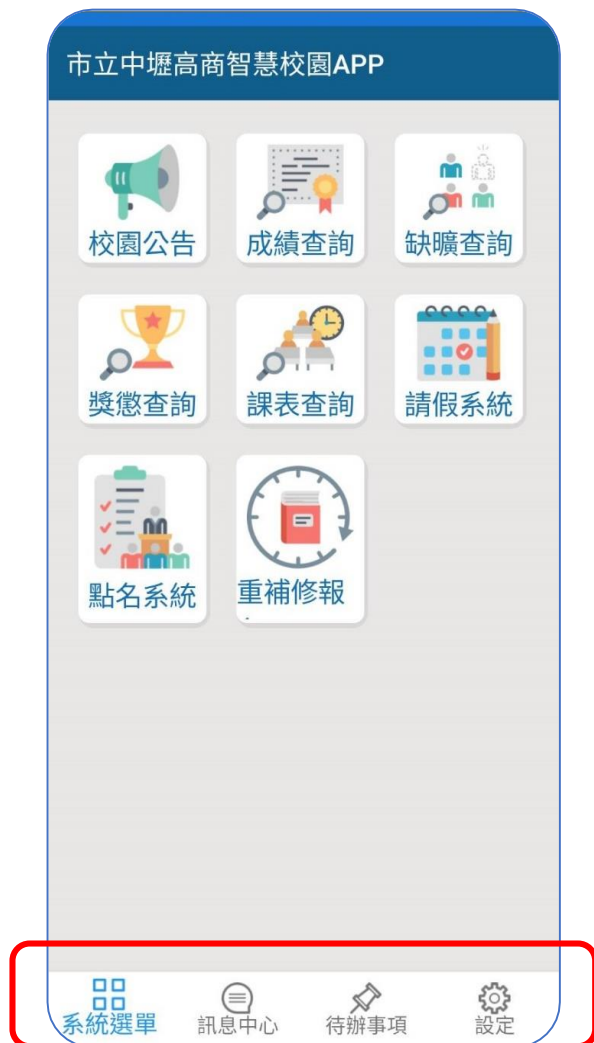 市立中壢高商智慧校園APP
校園公告
成績查詢
缺曠查詢
獎懲查詢
課表查詢
請假系統
點名系統
重補修報
系統選單
訊息中心
待辦事項
設定